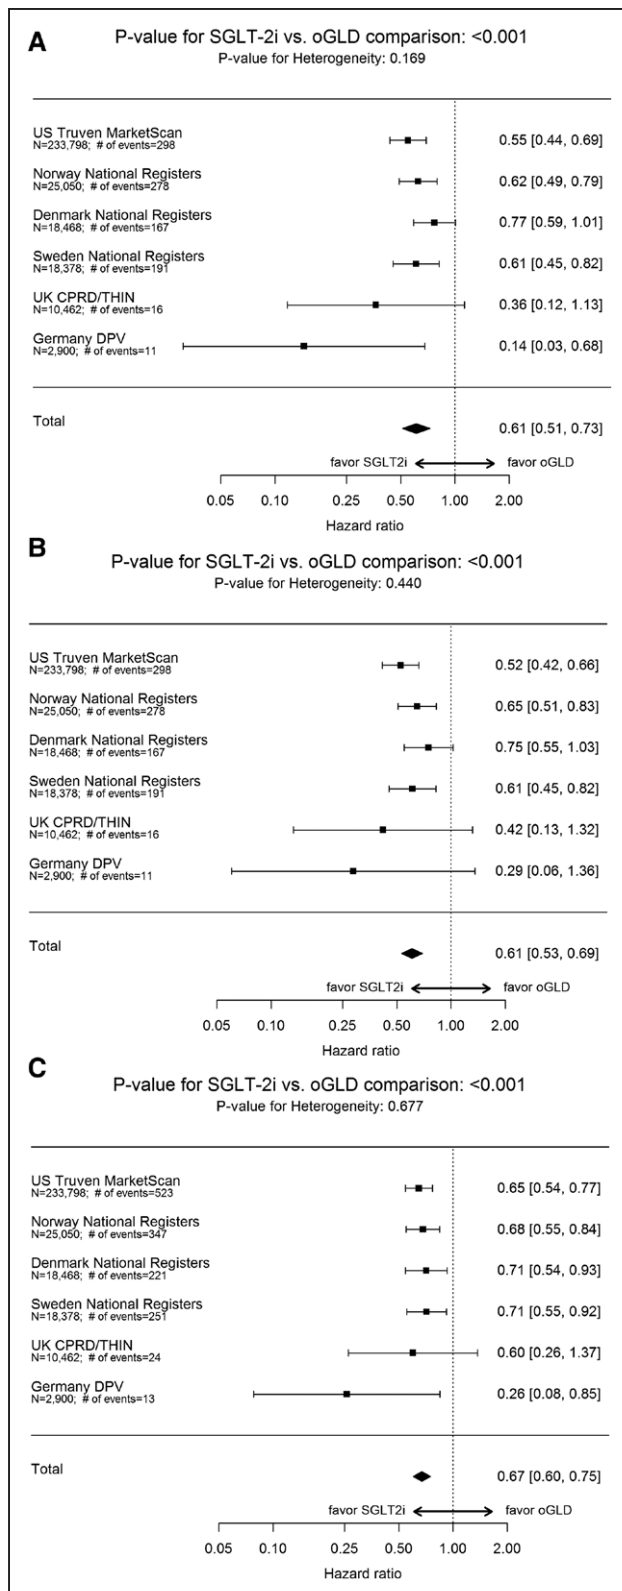 A
P-value for SGLT-2i vs. oGLD comparison: <0.001
P-value for Heterogeneity: 0.169
US Truven MarketScan 0.55 [0.44, 0.69]
N=233,798; # of events=298
Norway National Registers 0.62 [0.49, 0.79]
N=25,050; # of events=278
Denmark National Registers 0.77 [0.59, 1.01]
N=18,468; # of events=167
Sweden National Registers 0.61 [0.45, 0.82]
N=18,378; # of events=191
UK CPRD/THIN 0.36 [0.12, 1.13]
N=10,462; # of events=16
Germany DPV 0.14 [0.03, 0.68]
N=2,900; # of events=11
Total 0.61 [0.51, 0.73]
favor SGLT2i favor oGLD
0.05 0.10 0.25 0.50 1.00 2.00
Hazard ratio
B
P-value for SGLT-2i vs. oGLD comparison: <0.001
P-value for Heterogeneity: 0.440
US Truven MarketScan 0.52 [0.42, 0.66]
N=233,798; # of events=298
Norway National Registers 0.65 [0.51, 0.83]
N=25,050; # of events=278
Denmark National Registers 0.75 [0.55, 1.03]
N=18,468; # of events=167
Sweden National Registers 0.61 [0.45, 0.82]
N=18,378; # of events=191
UK CPRD/THIN 0.42 [0.13, 1.32]
N=10,462; # of events=16
Germany DPV 0.29 [0.06, 1.36]
N=2,900; # of events=11
Total 0.61 [0.53, 0.69]
favor SGLT2i favor oGLD
0.05 0.10 0.25 0.50 1.00 2.00
Hazard ratio
C
P-value for SGLT-2i vs. oGLD comparison: <0.001
P-value for Heterogeneity: 0.677
US Truven MarketScan 0.65 [0.54, 0.77]
N=233,798; # of events=523
Norway National Registers 0.68 [0.55, 0.84]
N=25,050; # of events=347
Denmark National Registers 0.71 [0.54, 0.93]
N=18,468; # of events=221
Sweden National Registers 0.71 [0.55, 0.92]
N=18,378; # of events=251
UK CPRD/THIN 0.60 [0.26, 1.37]
N=10,462; # of events=24
Germany DPV 0.26 [0.08, 0.85]
N=2,900; # of events=13
Total 0.67 [0.60, 0.75]
favor SGLT2i favor oGLD
0.05 0.10 0.25 0.50 1.00 2.00
Hazard ratio